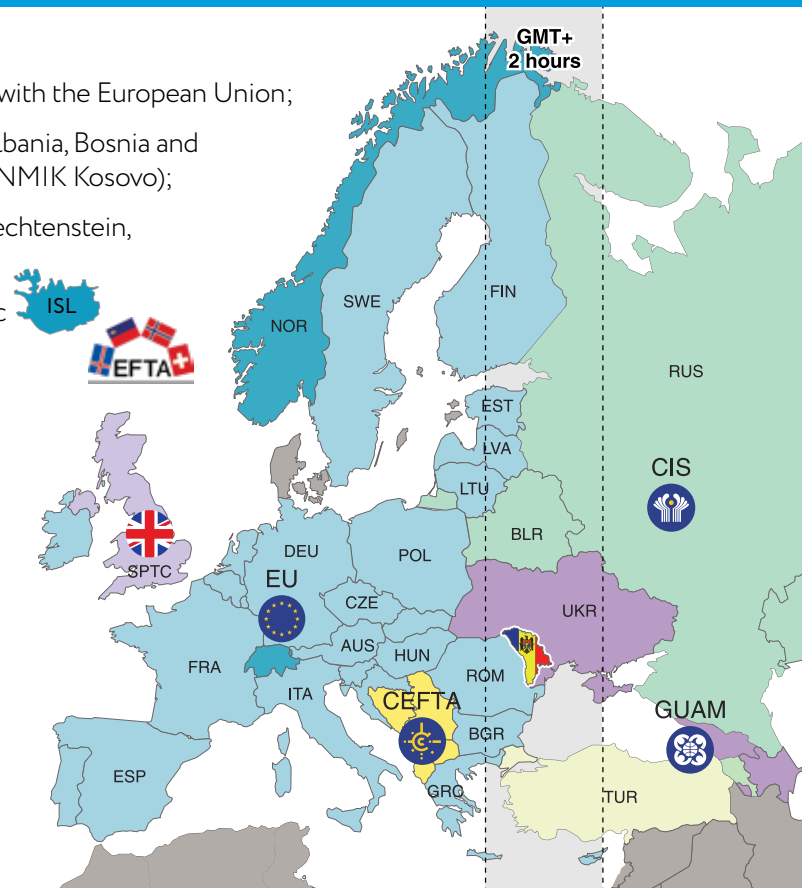 GMT+
2 hours
with the European Union;
lbania, Bosnia and
NMIK Kosovo);
echtenstein,
c
ISL
EFTA
NOR
SWE
FIN
RUS
EST
LVA
LTU
CIS
BLR
SPTC
DEU
POL
EU
CZE
UKR
AUS
HUN
FRA
ROM
ITA
CEFTA
GUAM
BGR
ESP
GRC
TUR